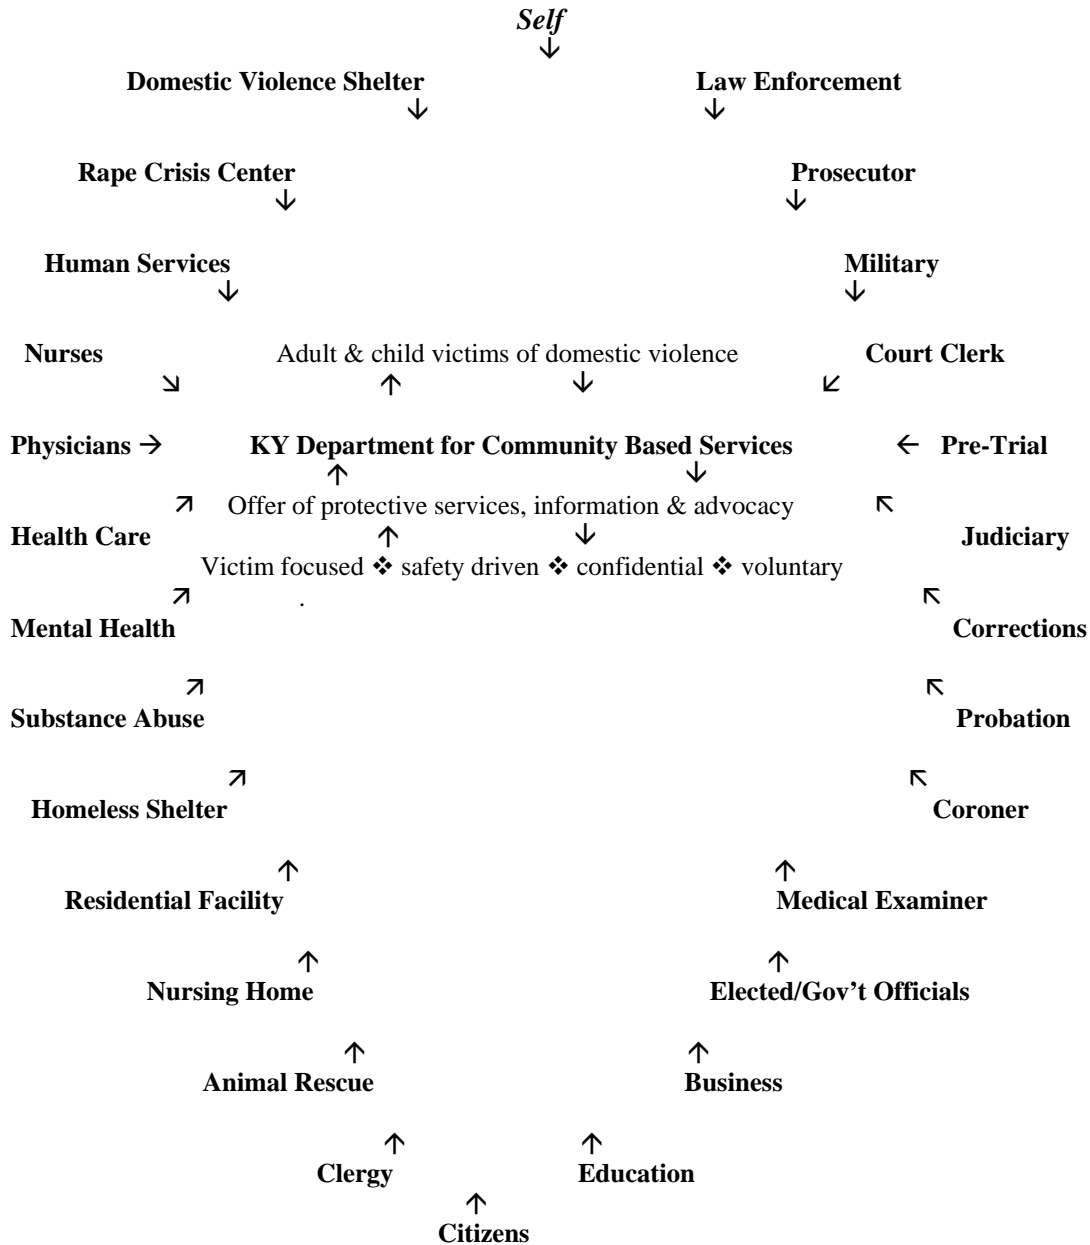 Self
↓
Domestic Violence Shelter Law Enforcement
↓ ↓
Rape Crisis Center Prosecutor
↓ ↓
Human Services Military
↓ ↓
Nurses Adult & child victims of domestic violence Court Clerk
↘ ↑ ↓ ↙
Physicians → KY Department for Community Based Services ← Pre-Trial
↑ ↓
↗ Offer of protective services, information & advocacy ↖
Health Care ↑ ↓ Judiciary
Victim focused ❖ safety driven ❖ confidential ❖ voluntary
↗ . ↖
Mental Health Corrections
↗ ↖
Substance Abuse Probation
↗ ↖
Homeless Shelter Coroner
↑ ↑
Residential Facility Medical Examiner
↑ ↑
Nursing Home Elected/Gov’t Officials
↑ ↑
Animal Rescue Business
↑ ↑
Clergy Education
↑
Citizens